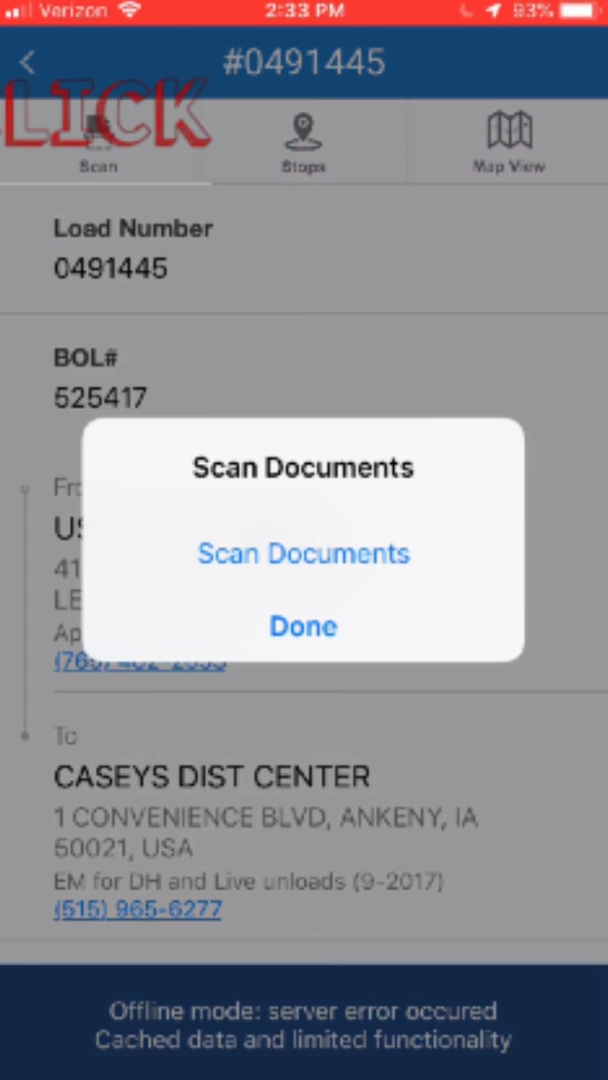 Verizon 2:33 PM 93%
#0491445
LICK
Scan Stops Map View
Load Number
0491445
BOL#
525417
Scan Documents
Scan Documents
Done
To
CASEYS DIST CENTER
1 CONVENIENCE BLVD, ANKENY, IA
50021, USA
EM for DH and Live unloads (9-2017)
(515) 965-6277
Offline mode: server error occured
Cached data and limited functionality